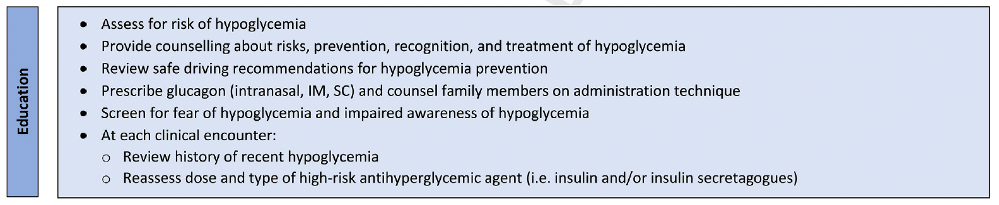 Education
• Assess for risk of hypoglycemia
• Provide counselling about risks, prevention, recognition, and treatment of hypoglycemia
• Review safe driving recommendations for hypoglycemia prevention
• Prescribe glucagon (intranasal, IM, SC) and counsel family members on administration technique
• Screen for fear of hypoglycemia and impaired awareness of hypoglycemia
• At each clinical encounter:
o Review history of recent hypoglycemia
o Reassess dose and type of high-risk antihyperglycemic agent (i.e. insulin and/or insulin secretagogues)